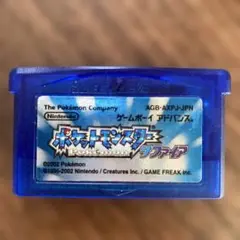 The Pokémon Company
AGB-AXPJ-JPN
Nintendo
ゲームボーイ アドバンス
ポケットモンスター
サファイア
©2002 Pokémon
©1995-2002 Nintendo / Creatures inc. / GAME FREAK inc.